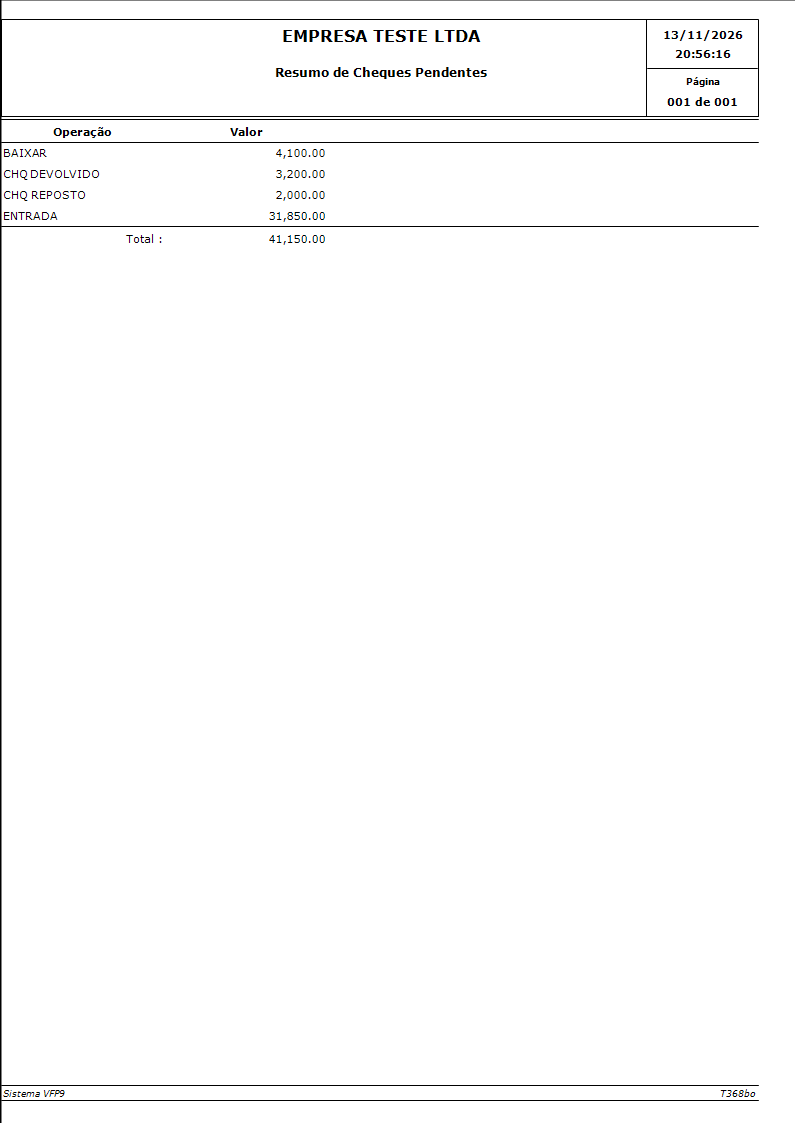 EMPRESA TESTE LTDA
Resumo de Cheques Pendentes
13/11/2026
20:56:16
Página
001 de 001
Operação Valor
BAIXAR 4,100.00
CHQ DEVOLVIDO 3,200.00
CHQ REPOSTO 2,000.00
ENTRADA 31,850.00
Total : 41,150.00
Sistema VFP9 T368bo